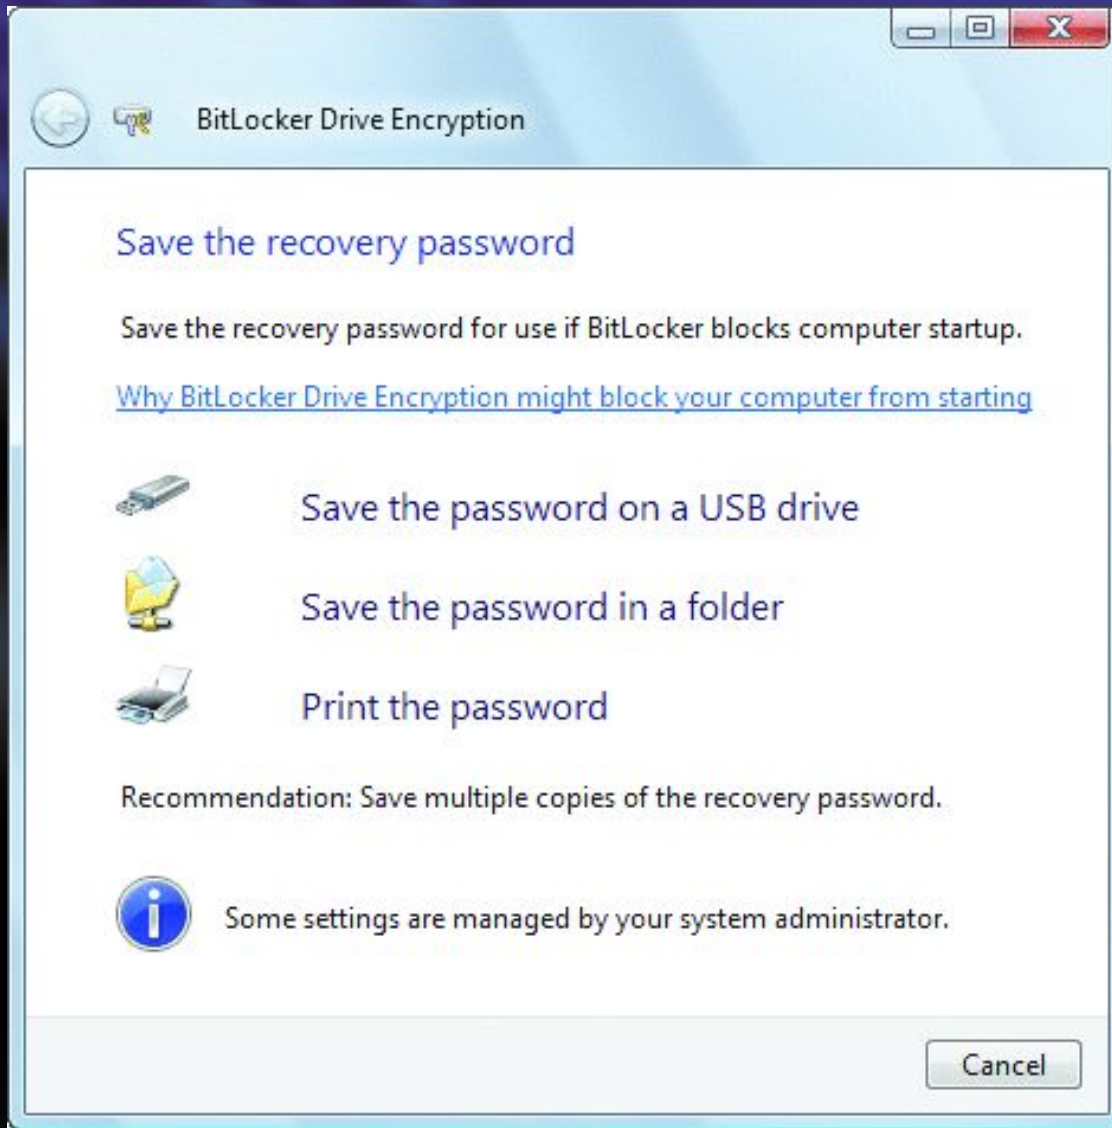 BitLocker Drive Encryption
Save the recovery password
Save the recovery password for use if BitLocker blocks computer startup.
Why BitLocker Drive Encryption might block your computer from starting
Save the password on a USB drive
Save the password in a folder
Print the password
Recommendation: Save multiple copies of the recovery password.
Some settings are managed by your system administrator.
Cancel